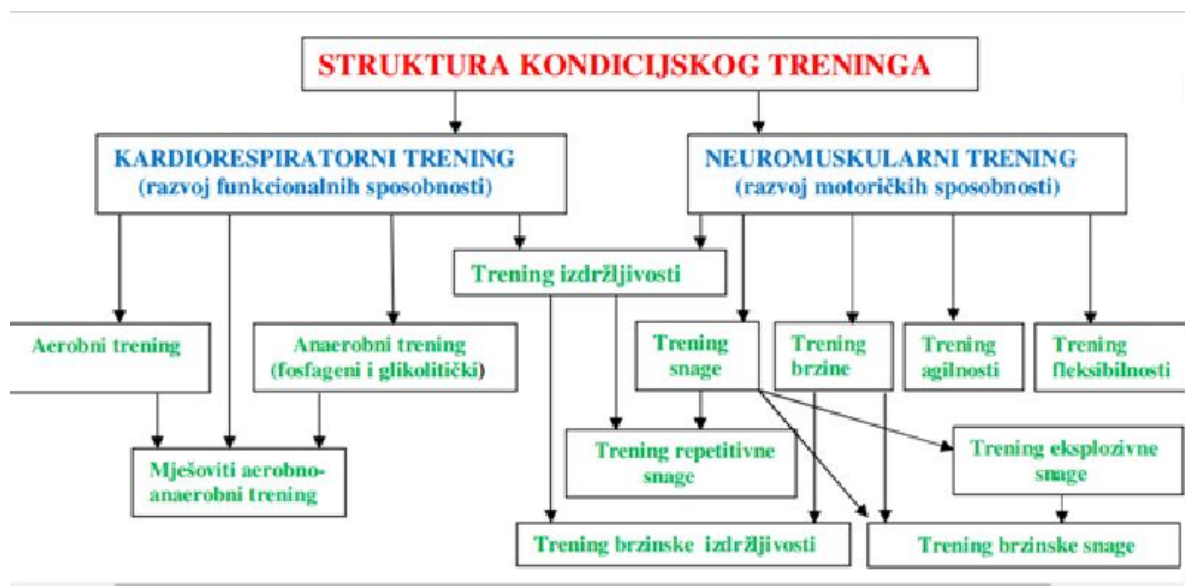 STRUKTURA KONDICIJSKOG TRENINGA
KARDIORESPIRATORNI TRENING
(razvoj funkcionalnih sposobnosti)
NEUROMUSKULARNI TRENING
(razvoj motoričkih sposobnosti)
Trening izdržljivosti
Aerobni trening
Anaerobni trening
(fosfageni i glikolitički)
Trening
snage
Trening
brzine
Trening
agilnosti
Trening
fleksibilnosti
Mješoviti aerobno-
anaerobni trening
Trening repetitivne
snage
Trening eksplozivne
snage
Trening brzinske izdržljivosti
Trening brzinske snage